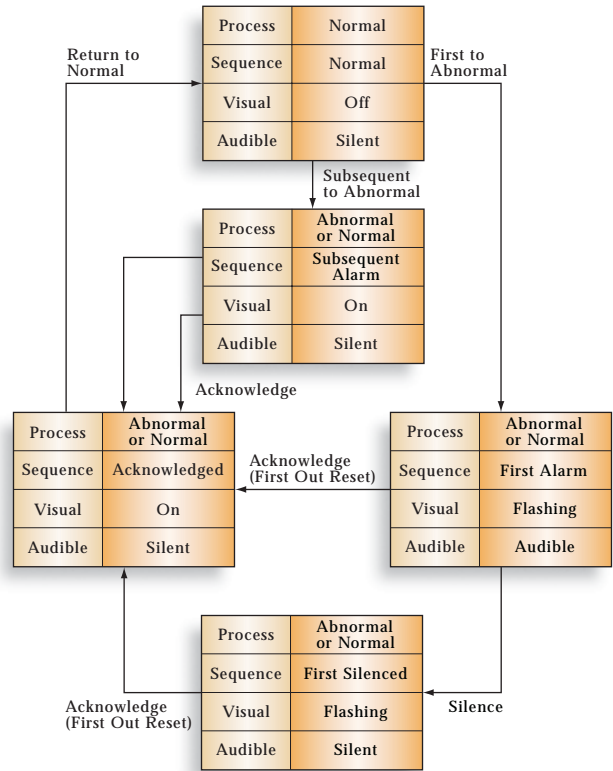 Process Normal
Return to
Normal
Sequence Normal
First to
Abnormal
Visual Off
Audible Silent
Subsequent
to Abnormal
Process Abnormal
or Normal
Sequence Subsequent
Alarm
Visual On
Audible Silent
Acknowledge
Process Abnormal
or Normal
Sequence Acknowledged
Visual On
Audible Silent
Acknowledge
(First Out Reset)
Process Abnormal
or Normal
Sequence First Alarm
Visual Flashing
Audible Audible
Process Abnormal
or Normal
Sequence First Silenced
Visual Flashing
Audible Silent
Acknowledge
(First Out Reset)
Silence